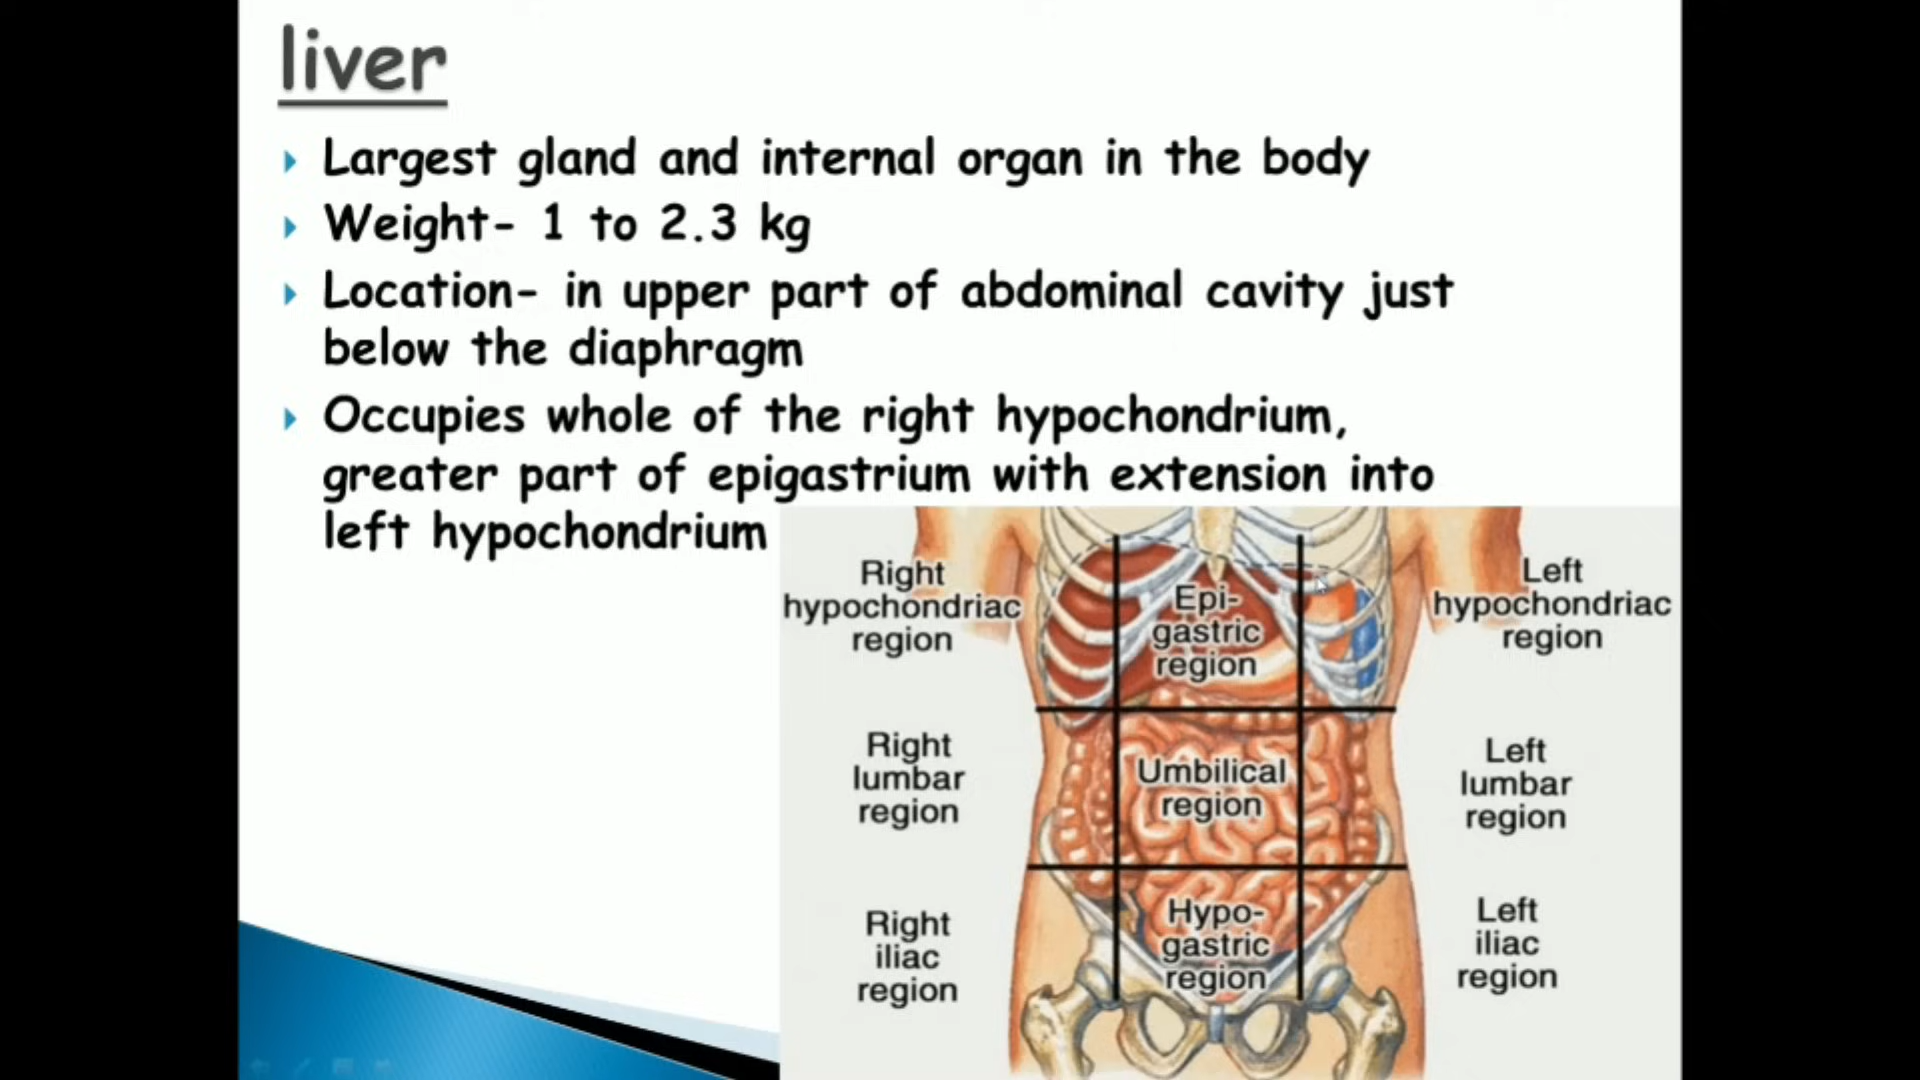 liver
Largest gland and internal organ in the body
Weight- 1 to 2.3 kg
Location- in upper part of abdominal cavity just
below the diaphragm
Occupies whole of the right hypochondrium,
greater part of epigastrium with extension into
left hypochondrium
Right
hypochondriac
region
Epi-
gastric
region
Left
hypochondriac
region
Right
lumbar
region
Umbilical
region
Left
lumbar
region
Right
iliac
region
Hypo-
gastric
region
Left
iliac
region